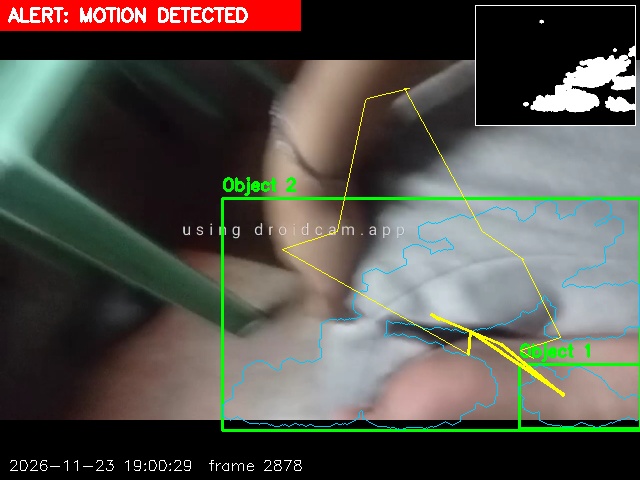 ALERT: MOTION DETECTED
Object 2
using droidcam.app
Object 1
2026-11-23 19:00:29 frame 2878